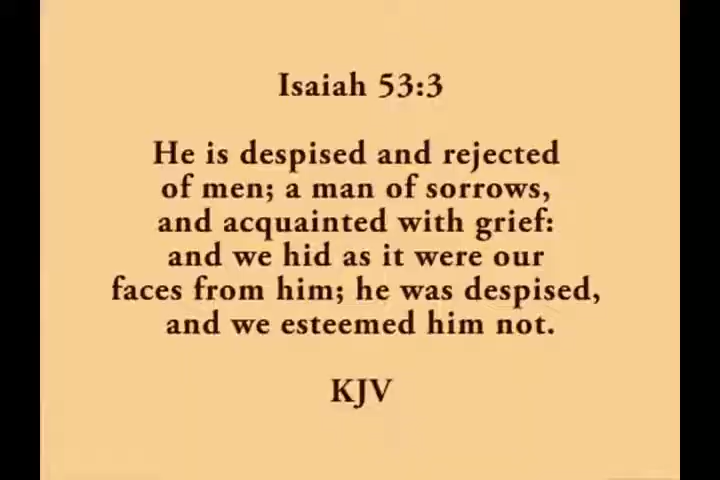 Isaiah 53:3
He is despised and rejected
of men; a man of sorrows,
and acquainted with grief:
and we hid as it were our
faces from him; he was despised,
and we esteemed him not.
KJV